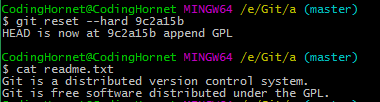 CodingHornet@CodingHornet MINGW64 /e/Git/a (master)
$ git reset --hard 9c2a15b
HEAD is now at 9c2a15b append GPL
CodingHornet@CodingHornet MINGW64 /e/Git/a (master)
$ cat readme.txt
Git is a distributed version control system.
Git is free software distributed under the GPL.